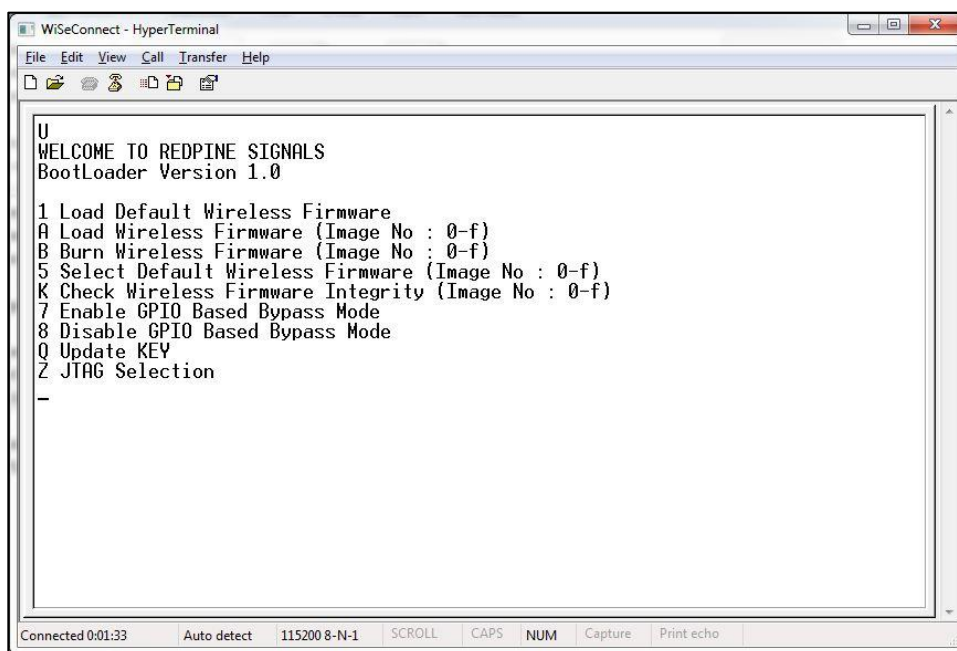 WiSeConnect - HyperTerminal
File Edit View Call Transfer Help
U
WELCOME TO REDPINE SIGNALS
BootLoader Version 1.0
1 Load Default Wireless Firmware
A Load Wireless Firmware (Image No : 0-f)
B Burn Wireless Firmware (Image No : 0-f)
5 Select Default Wireless Firmware (Image No : 0-f)
K Check Wireless Firmware Integrity (Image No : 0-f)
7 Enable GPIO Based Bypass Mode
8 Disable GPIO Based Bypass Mode
Q Update KEY
Z JTAG Selection
_
Connected 0:01:33 Auto detect 115200 8-N-1 SCROLL CAPS NUM Capture Print echo